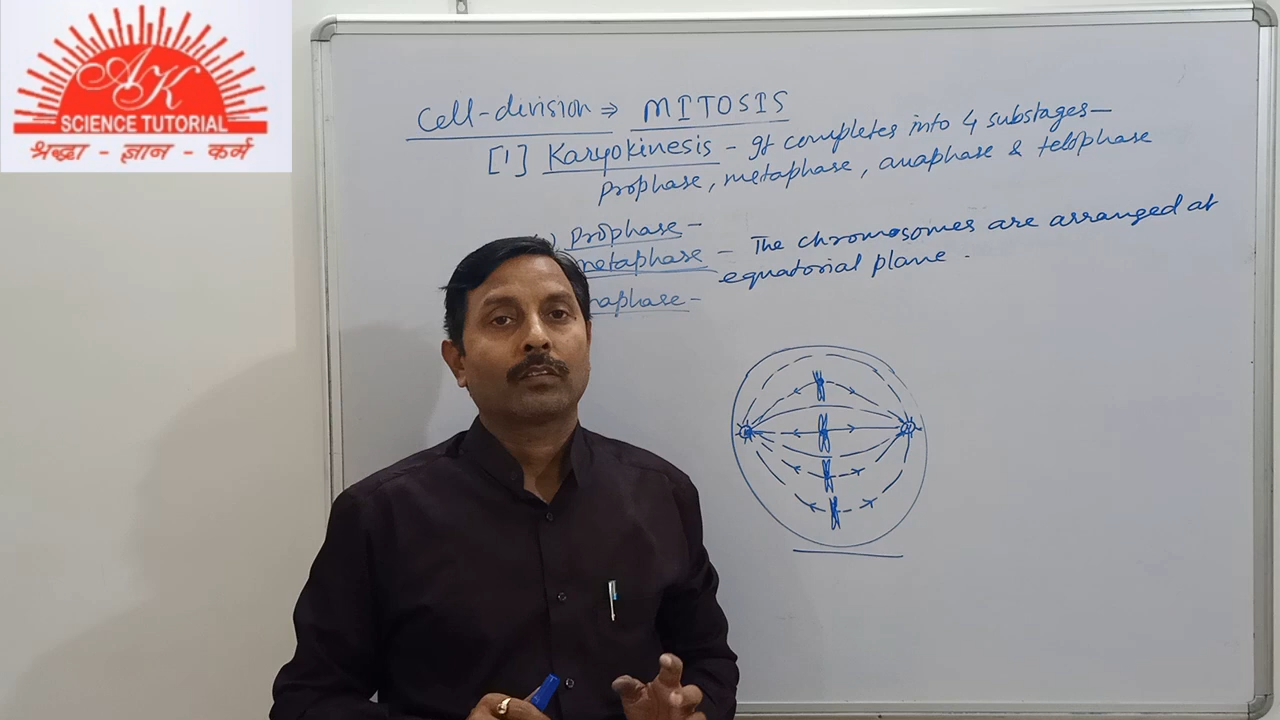 AK
SCIENCE TUTORIAL
श्रद्धा - ज्ञान - कर्म
Cell-division ⇒ MITOSIS
[1] Karyokinesis - It completes into 4 substages—
prophase, metaphase, anaphase & telophase
) prophase -
metaphase - The chromosomes are arranged at
equatorial plane.
naphase -